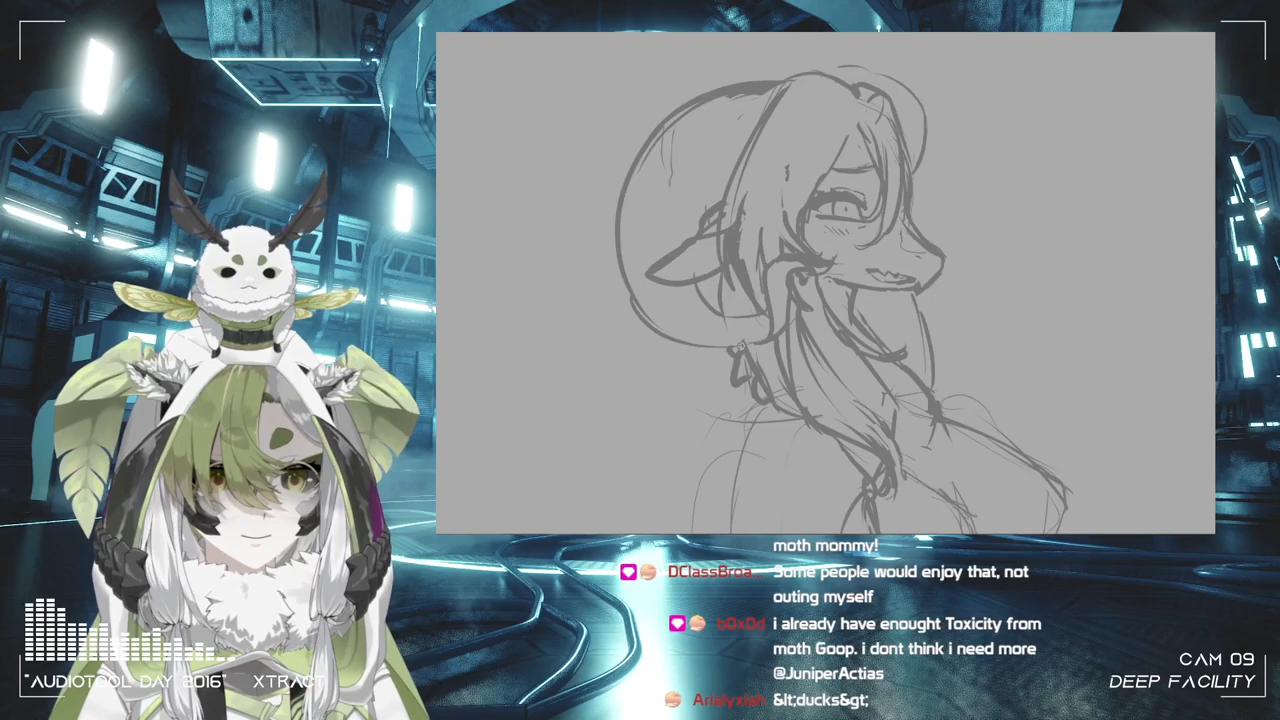 moth mommy!
DClassBroa... Some people would enjoy that, not
outing myself
b0x0d i already have enought Toxicity from
moth Goop. i dont think i need more
@JuniperActias
Arialyxiah &lt;ducks&gt;
CAM 09
DEEP FACILITY
"AUDIOTOOL DAY 2016" XTRACT